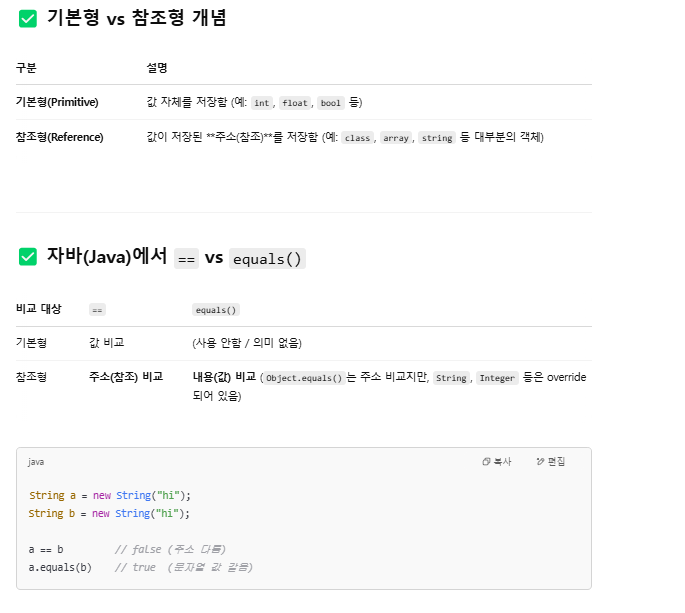 기본형 vs 참조형 개념
구분 설명
기본형(Primitive) 값 자체를 저장함 (예: int, float, bool 등)
참조형(Reference) 값이 저장된 **주소(참조)**를 저장함 (예: class, array, string 등 대부분의 객체)
자바(Java)에서 == vs equals()
비교 대상 == equals()
기본형 값 비교 (사용 안함 / 의미 없음)
참조형 주소(참조) 비교 내용(값) 비교 (Object.equals()는 주소 비교지만, String, Integer 등은 override
되어 있음)
java 복사 편집
String a = new String("hi");
String b = new String("hi");
a == b // false (주소 다름)
a.equals(b) // true (문자열 값 같음)